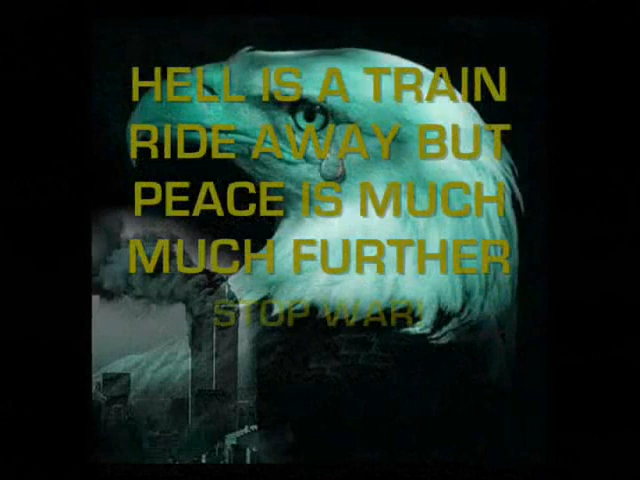 HELL IS A TRAIN
RIDE AWAY BUT
PEACE IS MUCH
MUCH FURTHER
STOP WAR!